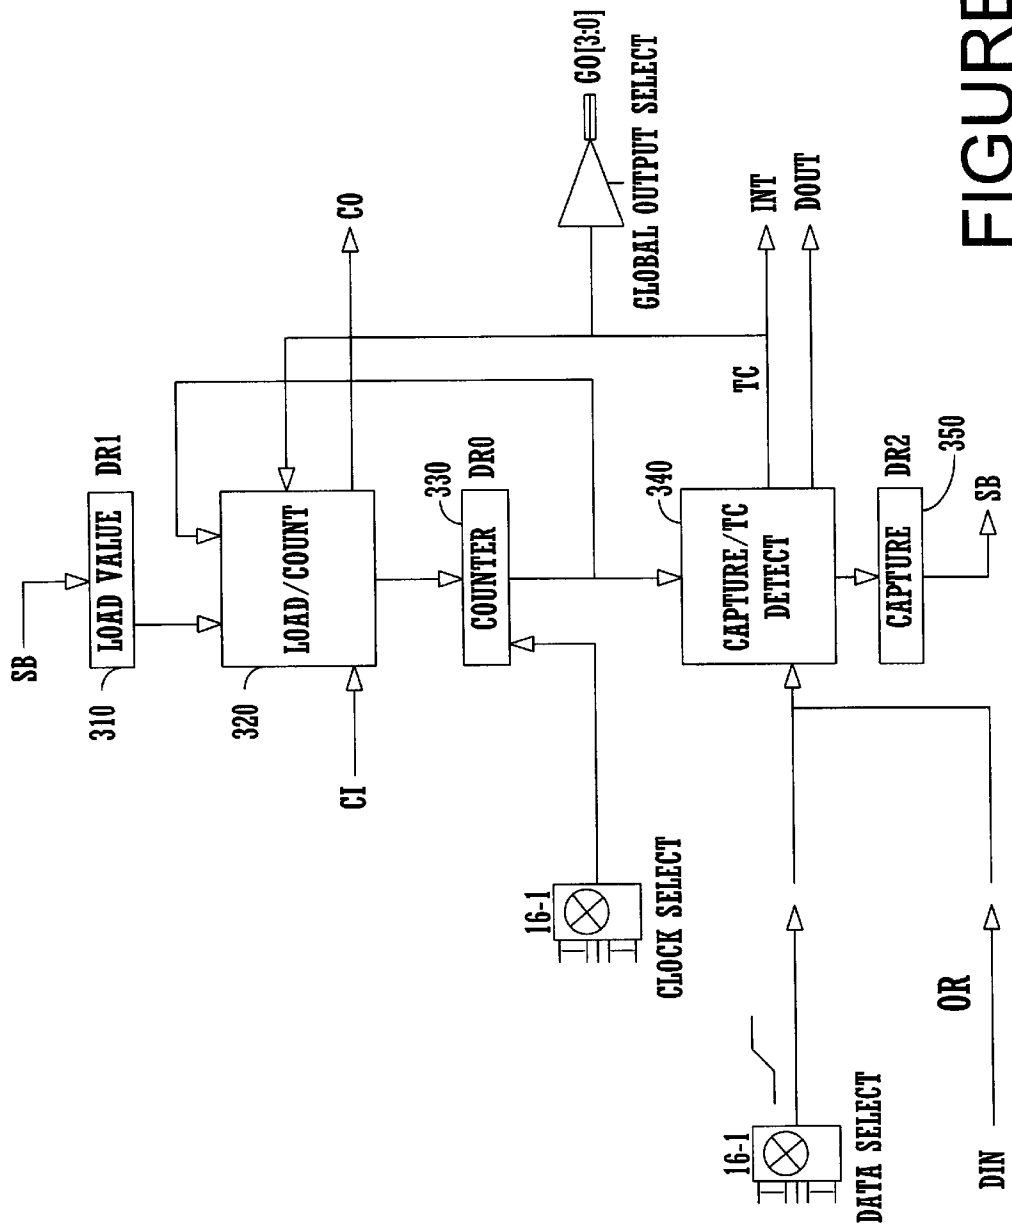 SB
310
LOAD VALUE
DR1
320
LOAD/COUNT
CI
CO
330
COUNTER
DR0
16-1
CLOCK SELECT
GO[3:0]
GLOBAL OUTPUT SELECT
340
CAPTURE/TC
DETECT
TC
INT
DOUT
16-1
DATA SELECT
CAPTURE
DR2
350
SB
OR
DIN
FIGURE